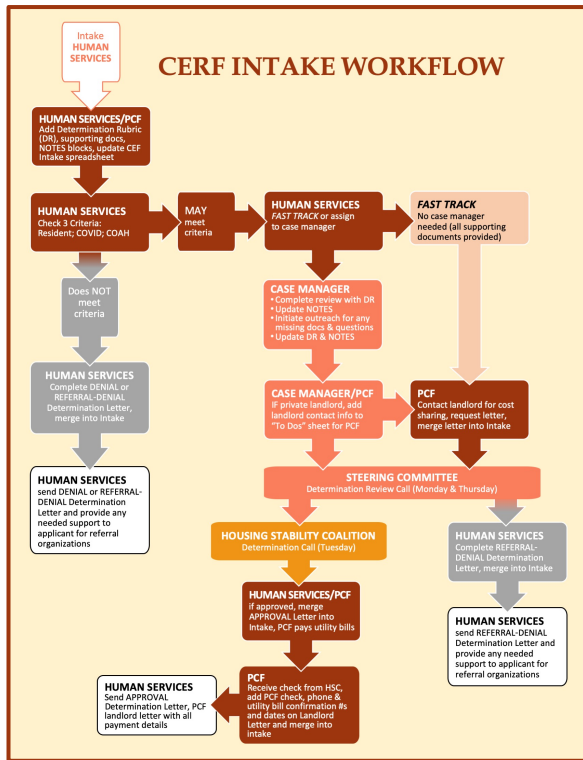 Intake
HUMAN
SERVICES
CERF INTAKE WORKFLOW
HUMAN SERVICES/PCF
Add Determination Rubric
(DR), supporting docs,
NOTES blocks, update CEF
Intake spreadsheet
HUMAN SERVICES
Check 3 Criteria:
Resident; COVID; COAH
MAY
meet
criteria
HUMAN SERVICES
FAST TRACK or assign
to case manager
FAST TRACK
No case manager
needed (all supporting
documents provided)
Does NOT
meet
criteria
CASE MANAGER
• Complete review with DR
• Update NOTES
• Initiate outreach for any
missing docs & questions
• Update DR & NOTES
HUMAN SERVICES
Complete DENIAL or
REFERRAL-DENIAL
Determination Letter,
merge into Intake
CASE MANAGER/PCF
IF private landlord, add
landlord contact info to
"To Dos" sheet for PCF
PCF
Contact landlord for cost
sharing, request letter,
merge letter into Intake
HUMAN SERVICES
send DENIAL or REFERRAL-
DENIAL Determination
Letter and provide any
needed support to
applicant for referral
organizations
STEERING COMMITTEE
Determination Review Call (Monday & Thursday)
HOUSING STABILITY COALITION
Determination Call (Tuesday)
HUMAN SERVICES
Complete REFERRAL-
DENIAL Determination
Letter, merge into Intake
HUMAN SERVICES/PCF
if approved, merge
APPROVAL Letter into
Intake, PCF pays utility bills
HUMAN SERVICES
send REFERRAL-DENIAL
Determination Letter and
provide any needed
support to applicant for
referral organizations
HUMAN SERVICES
Send APPROVAL
Determination Letter, PCF
landlord letter with all
payment details
PCF
Receive check from HSC,
add PCF check, phone &
utility bill confirmation #s
and dates on Landlord
Letter and merge into
intake